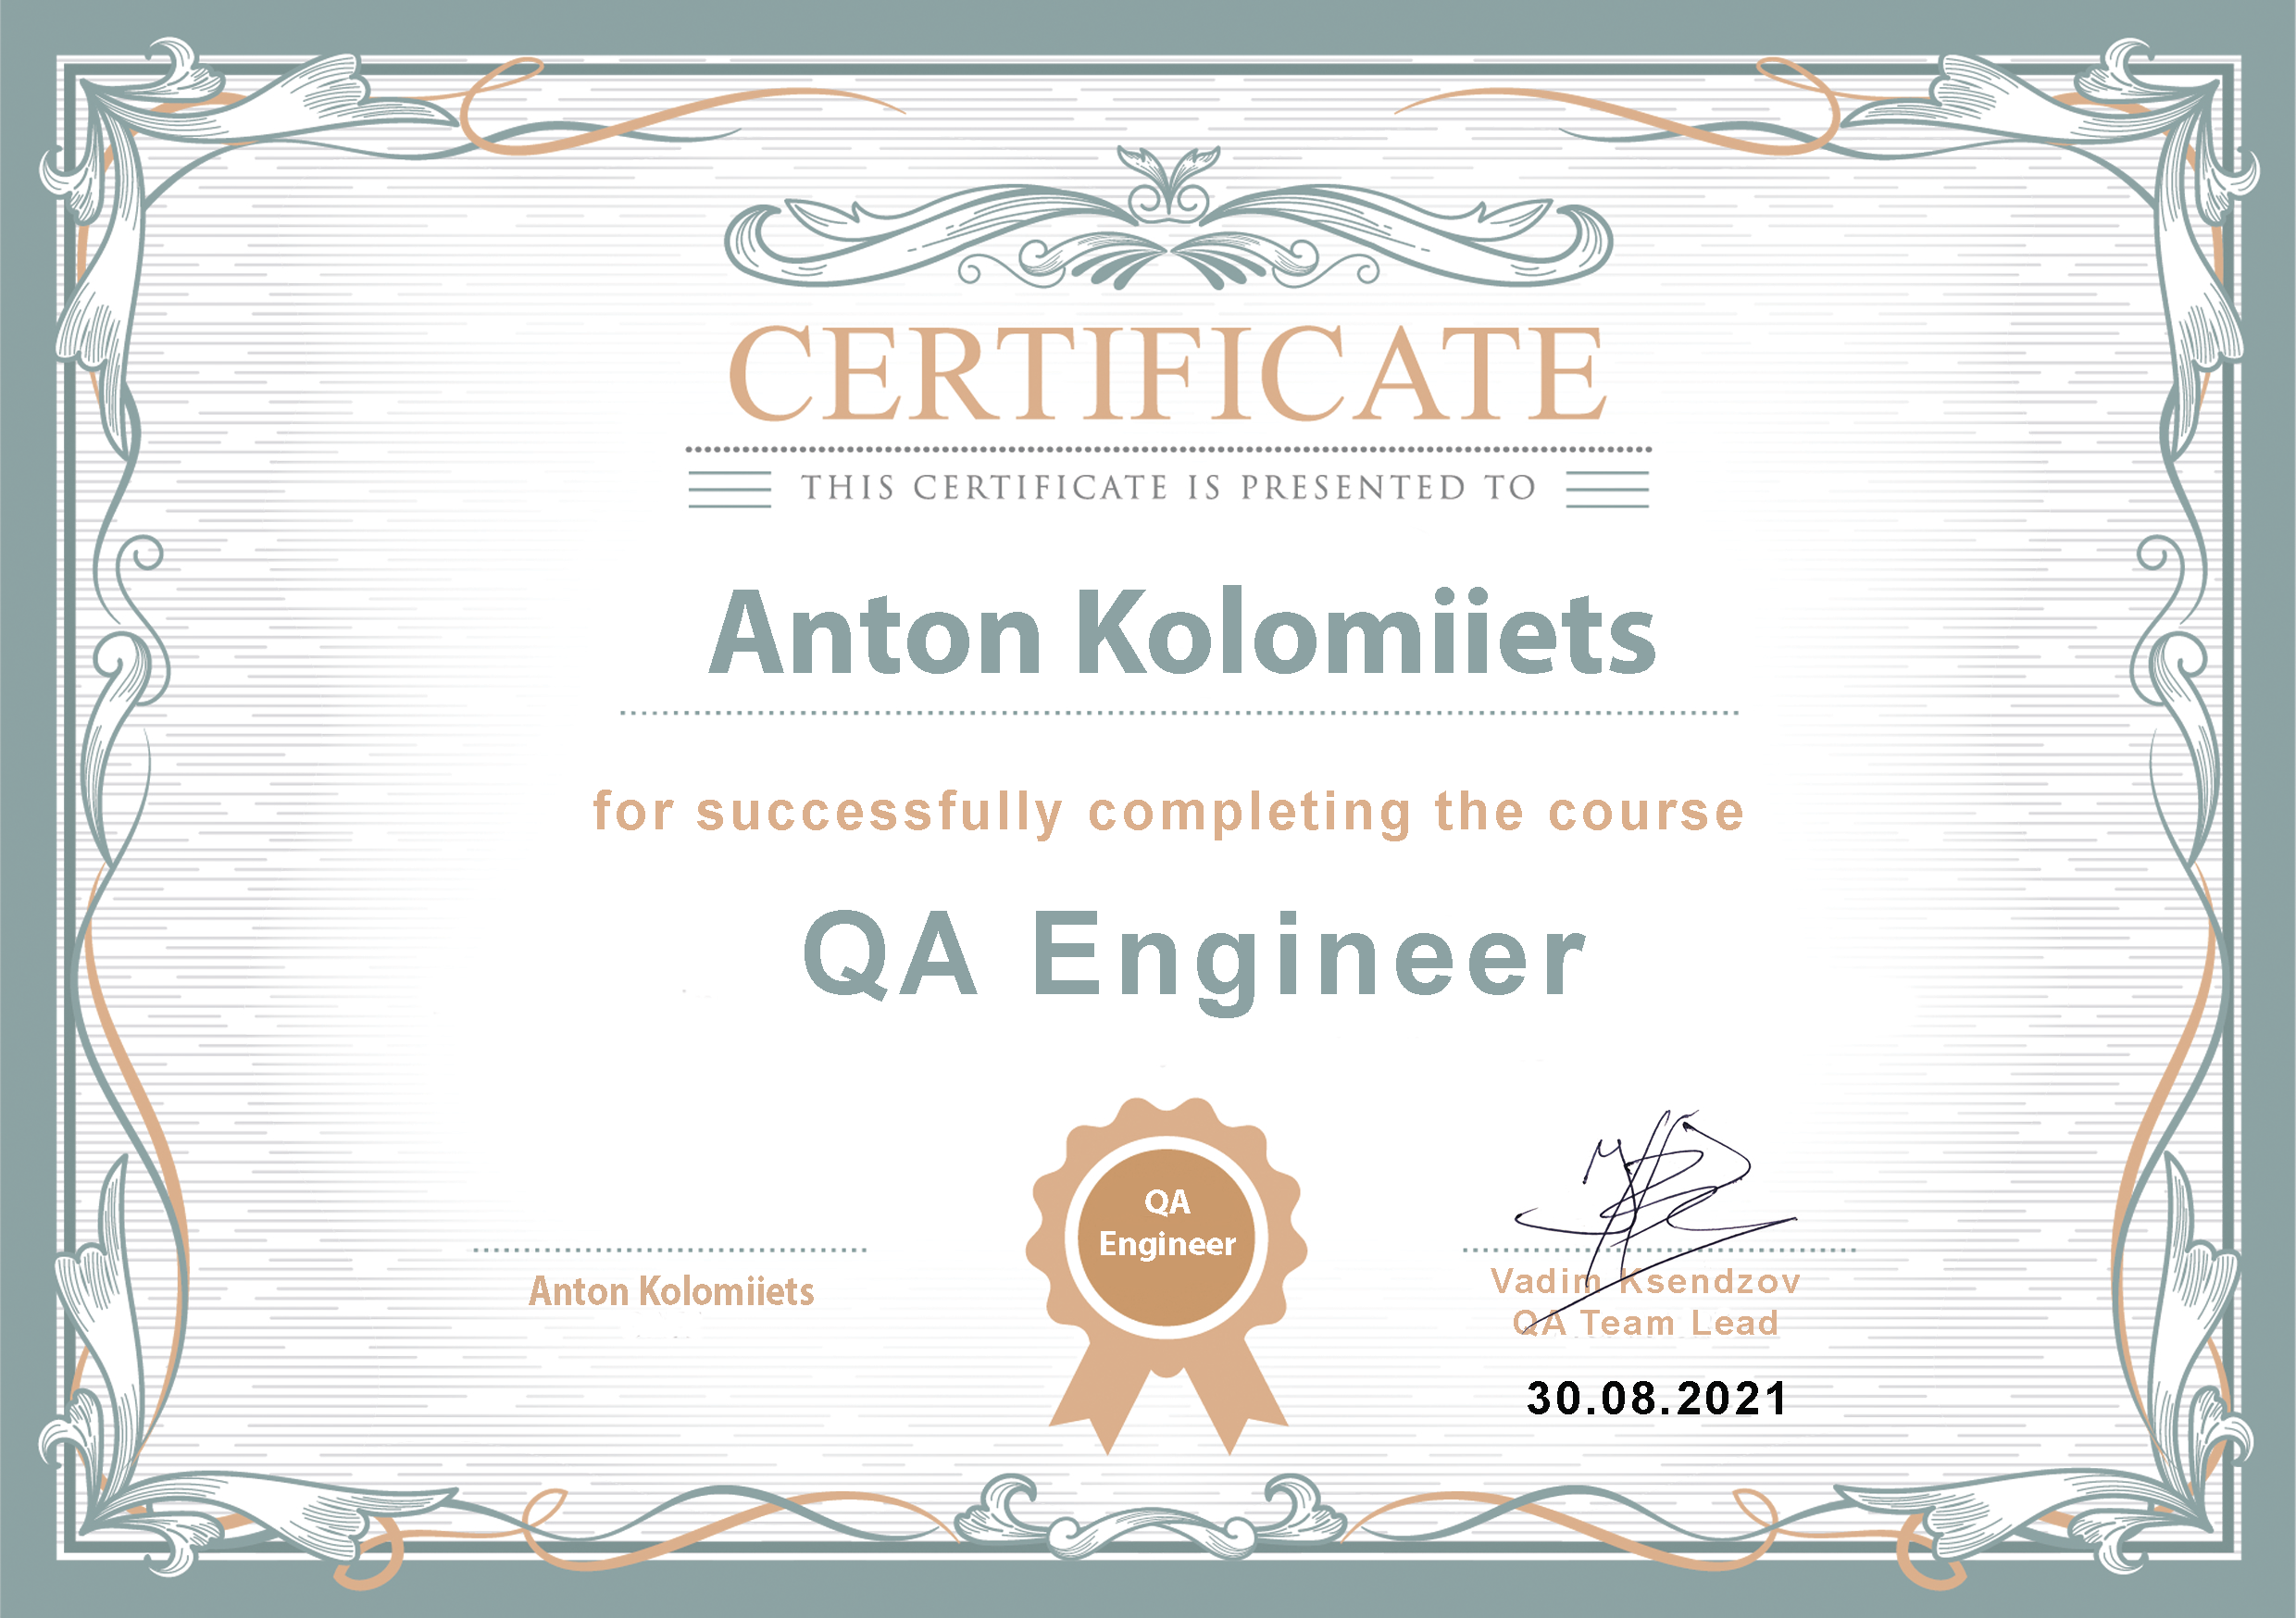 CERTIFICATE
THIS CERTIFICATE IS PRESENTED TO
Anton Kolomiiets
for successfully completing the course
QA Engineer
QA
Engineer
Anton Kolomiiets
Vadim Ksendzov
QA Team Lead
30.08.2021